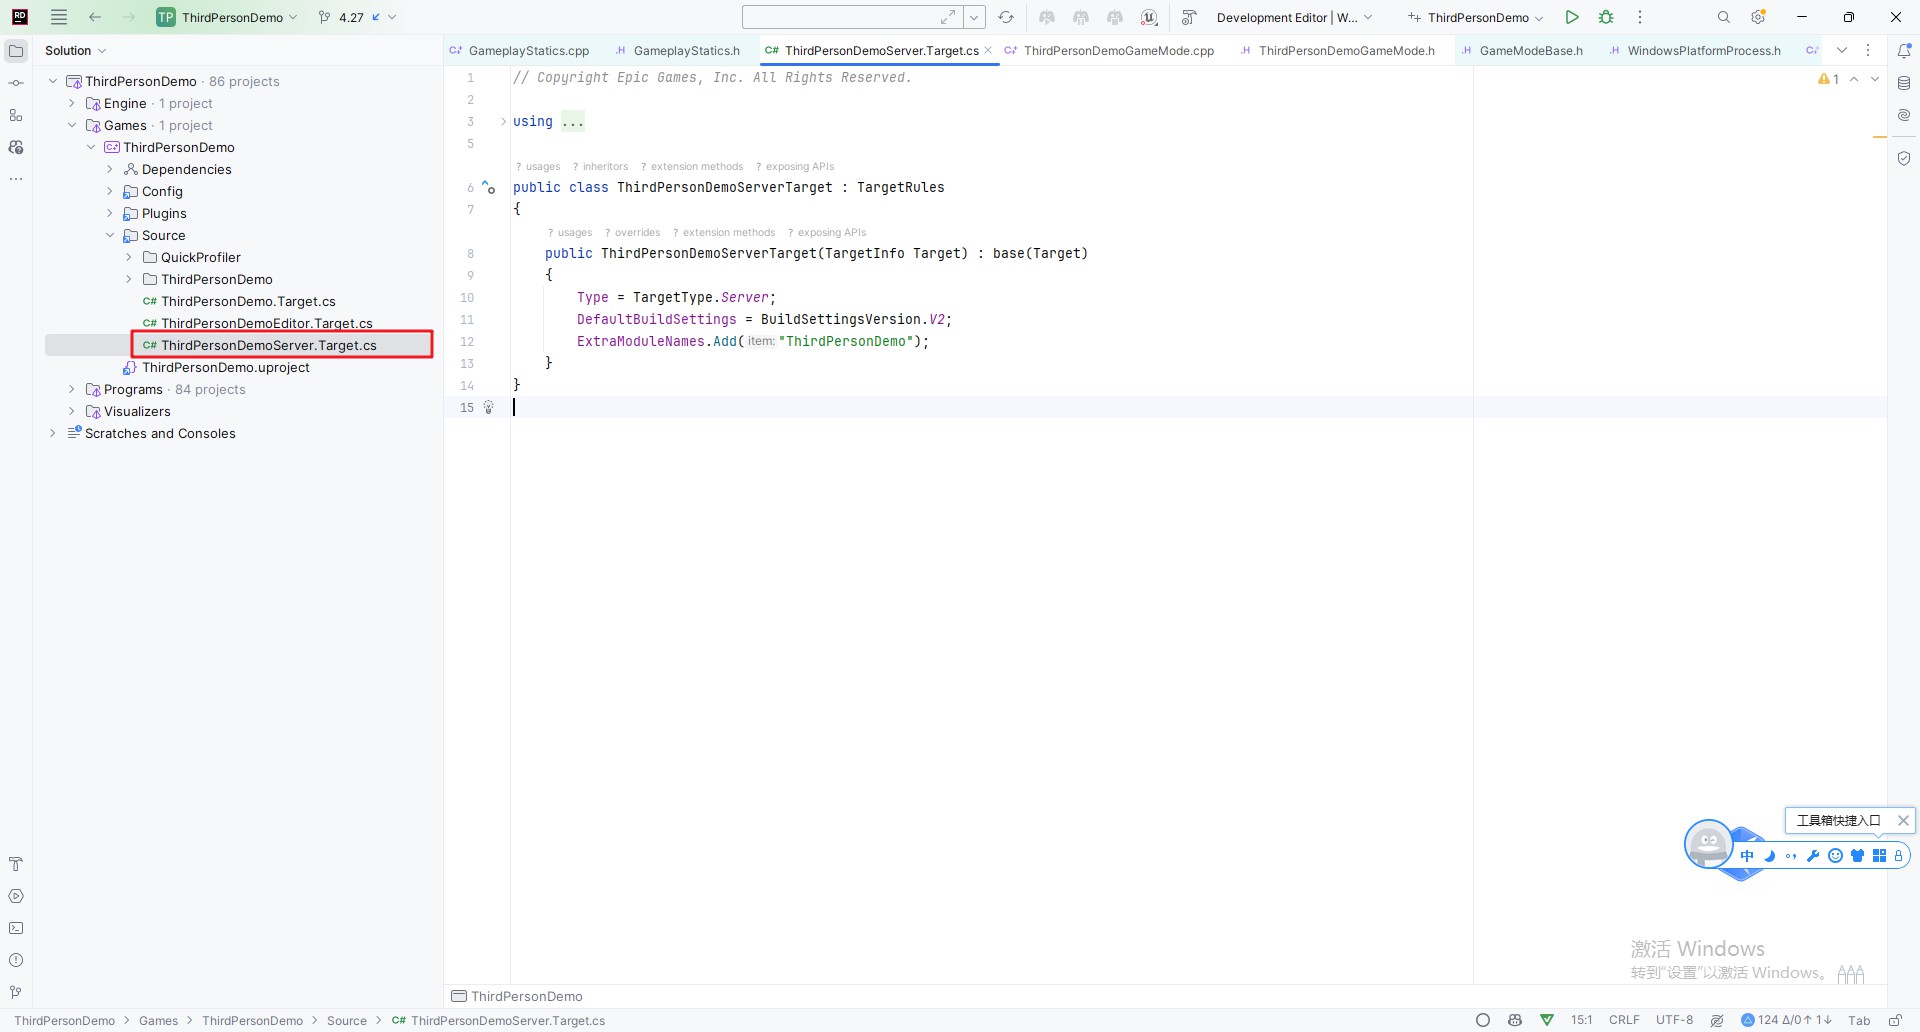 RD
TP ThirdPersonDemo
4.27
Development Editor | W...
ThirdPersonDemo
Solution
GameplayStatics.cpp
GameplayStatics.h
C# ThirdPersonDemoServer.Target.cs
ThirdPersonDemoGameMode.cpp
ThirdPersonDemoGameMode.h
GameModeBase.h
WindowsPlatformProcess.h
ThirdPersonDemo · 86 projects
Engine · 1 project
Games · 1 project
ThirdPersonDemo
Dependencies
Config
Plugins
Source
QuickProfiler
ThirdPersonDemo
C# ThirdPersonDemo.Target.cs
C# ThirdPersonDemoEditor.Target.cs
C# ThirdPersonDemoServer.Target.cs
ThirdPersonDemo.uproject
Programs · 84 projects
Visualizers
Scratches and Consoles
1 // Copyright Epic Games, Inc. All Rights Reserved.
2
3 using ...
5
? usages ? inheritors ? extension methods ? exposing APIs
6 public class ThirdPersonDemoServerTarget : TargetRules
7 {
? usages ? overrides ? extension methods ? exposing APIs
8 public ThirdPersonDemoServerTarget(TargetInfo Target) : base(Target)
9 {
10 Type = TargetType.Server;
11 DefaultBuildSettings = BuildSettingsVersion.V2;
12 ExtraModuleNames.Add( item: "ThirdPersonDemo");
13 }
14 }
15
1
工具箱快捷入口
中
激活 Windows
转到"设置"以激活 Windows。
ThirdPersonDemo
ThirdPersonDemo > Games > ThirdPersonDemo > Source > C# ThirdPersonDemoServer.Target.cs
15:1 CRLF UTF-8 124 Δ/0↑ 1↓ Tab